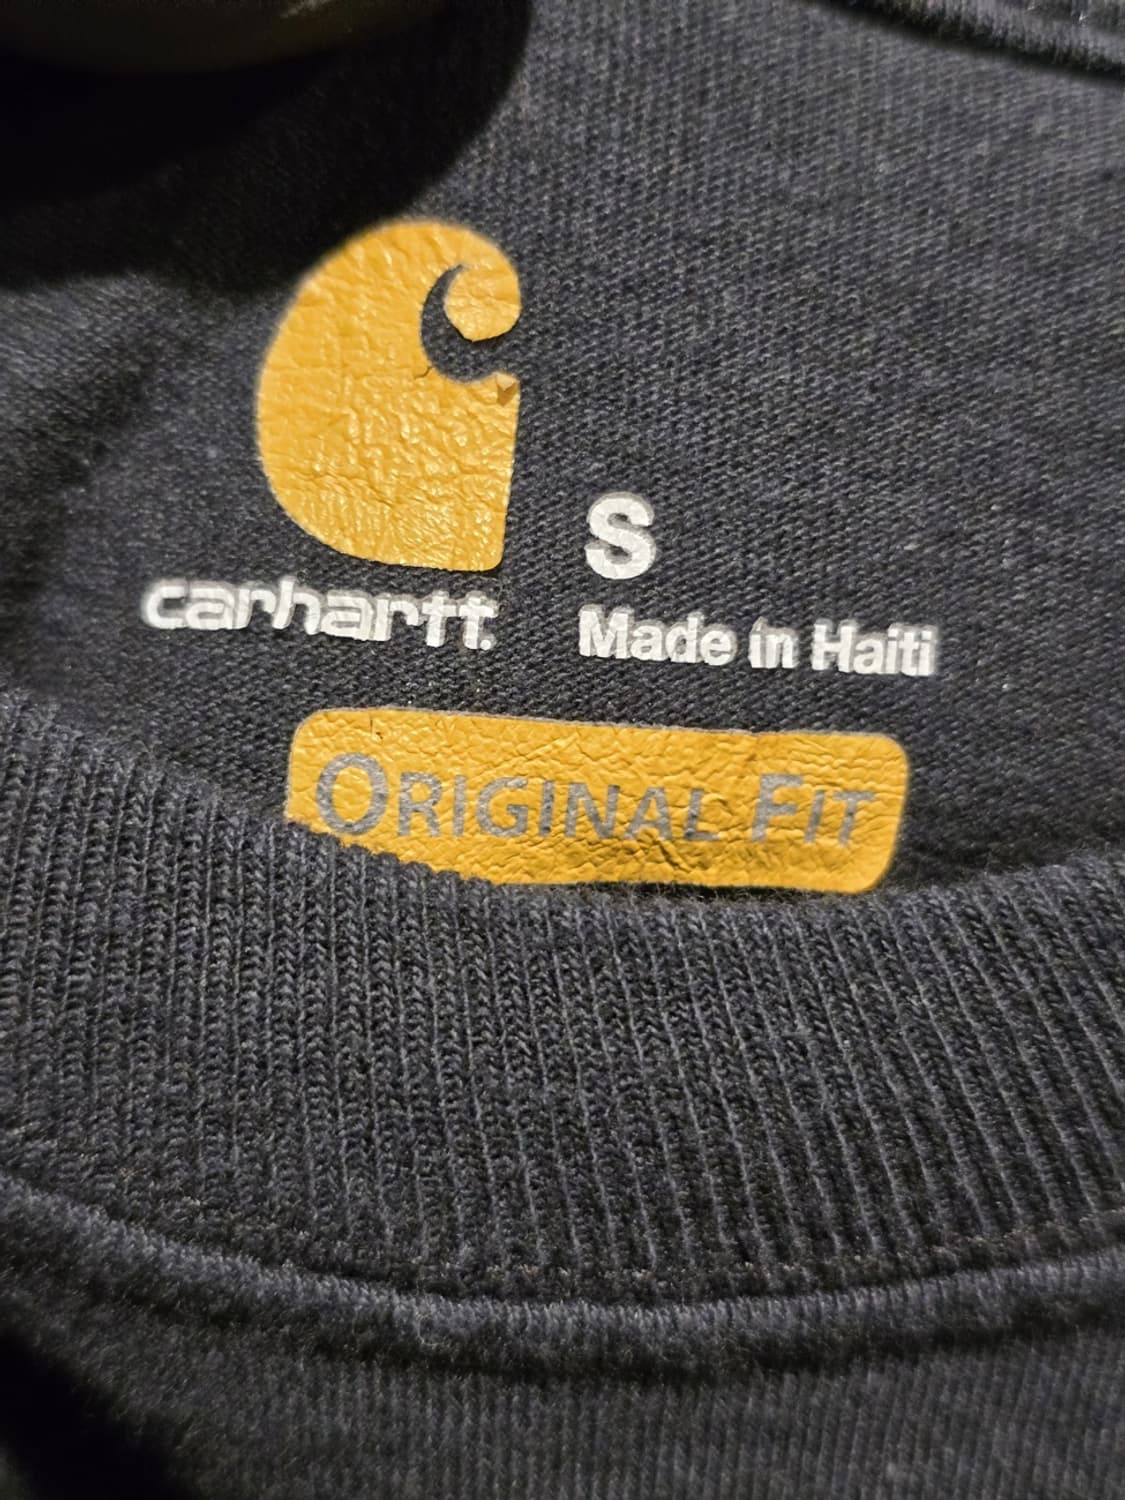 S
carhartt.
Made in Haiti
ORIGINAL FIT